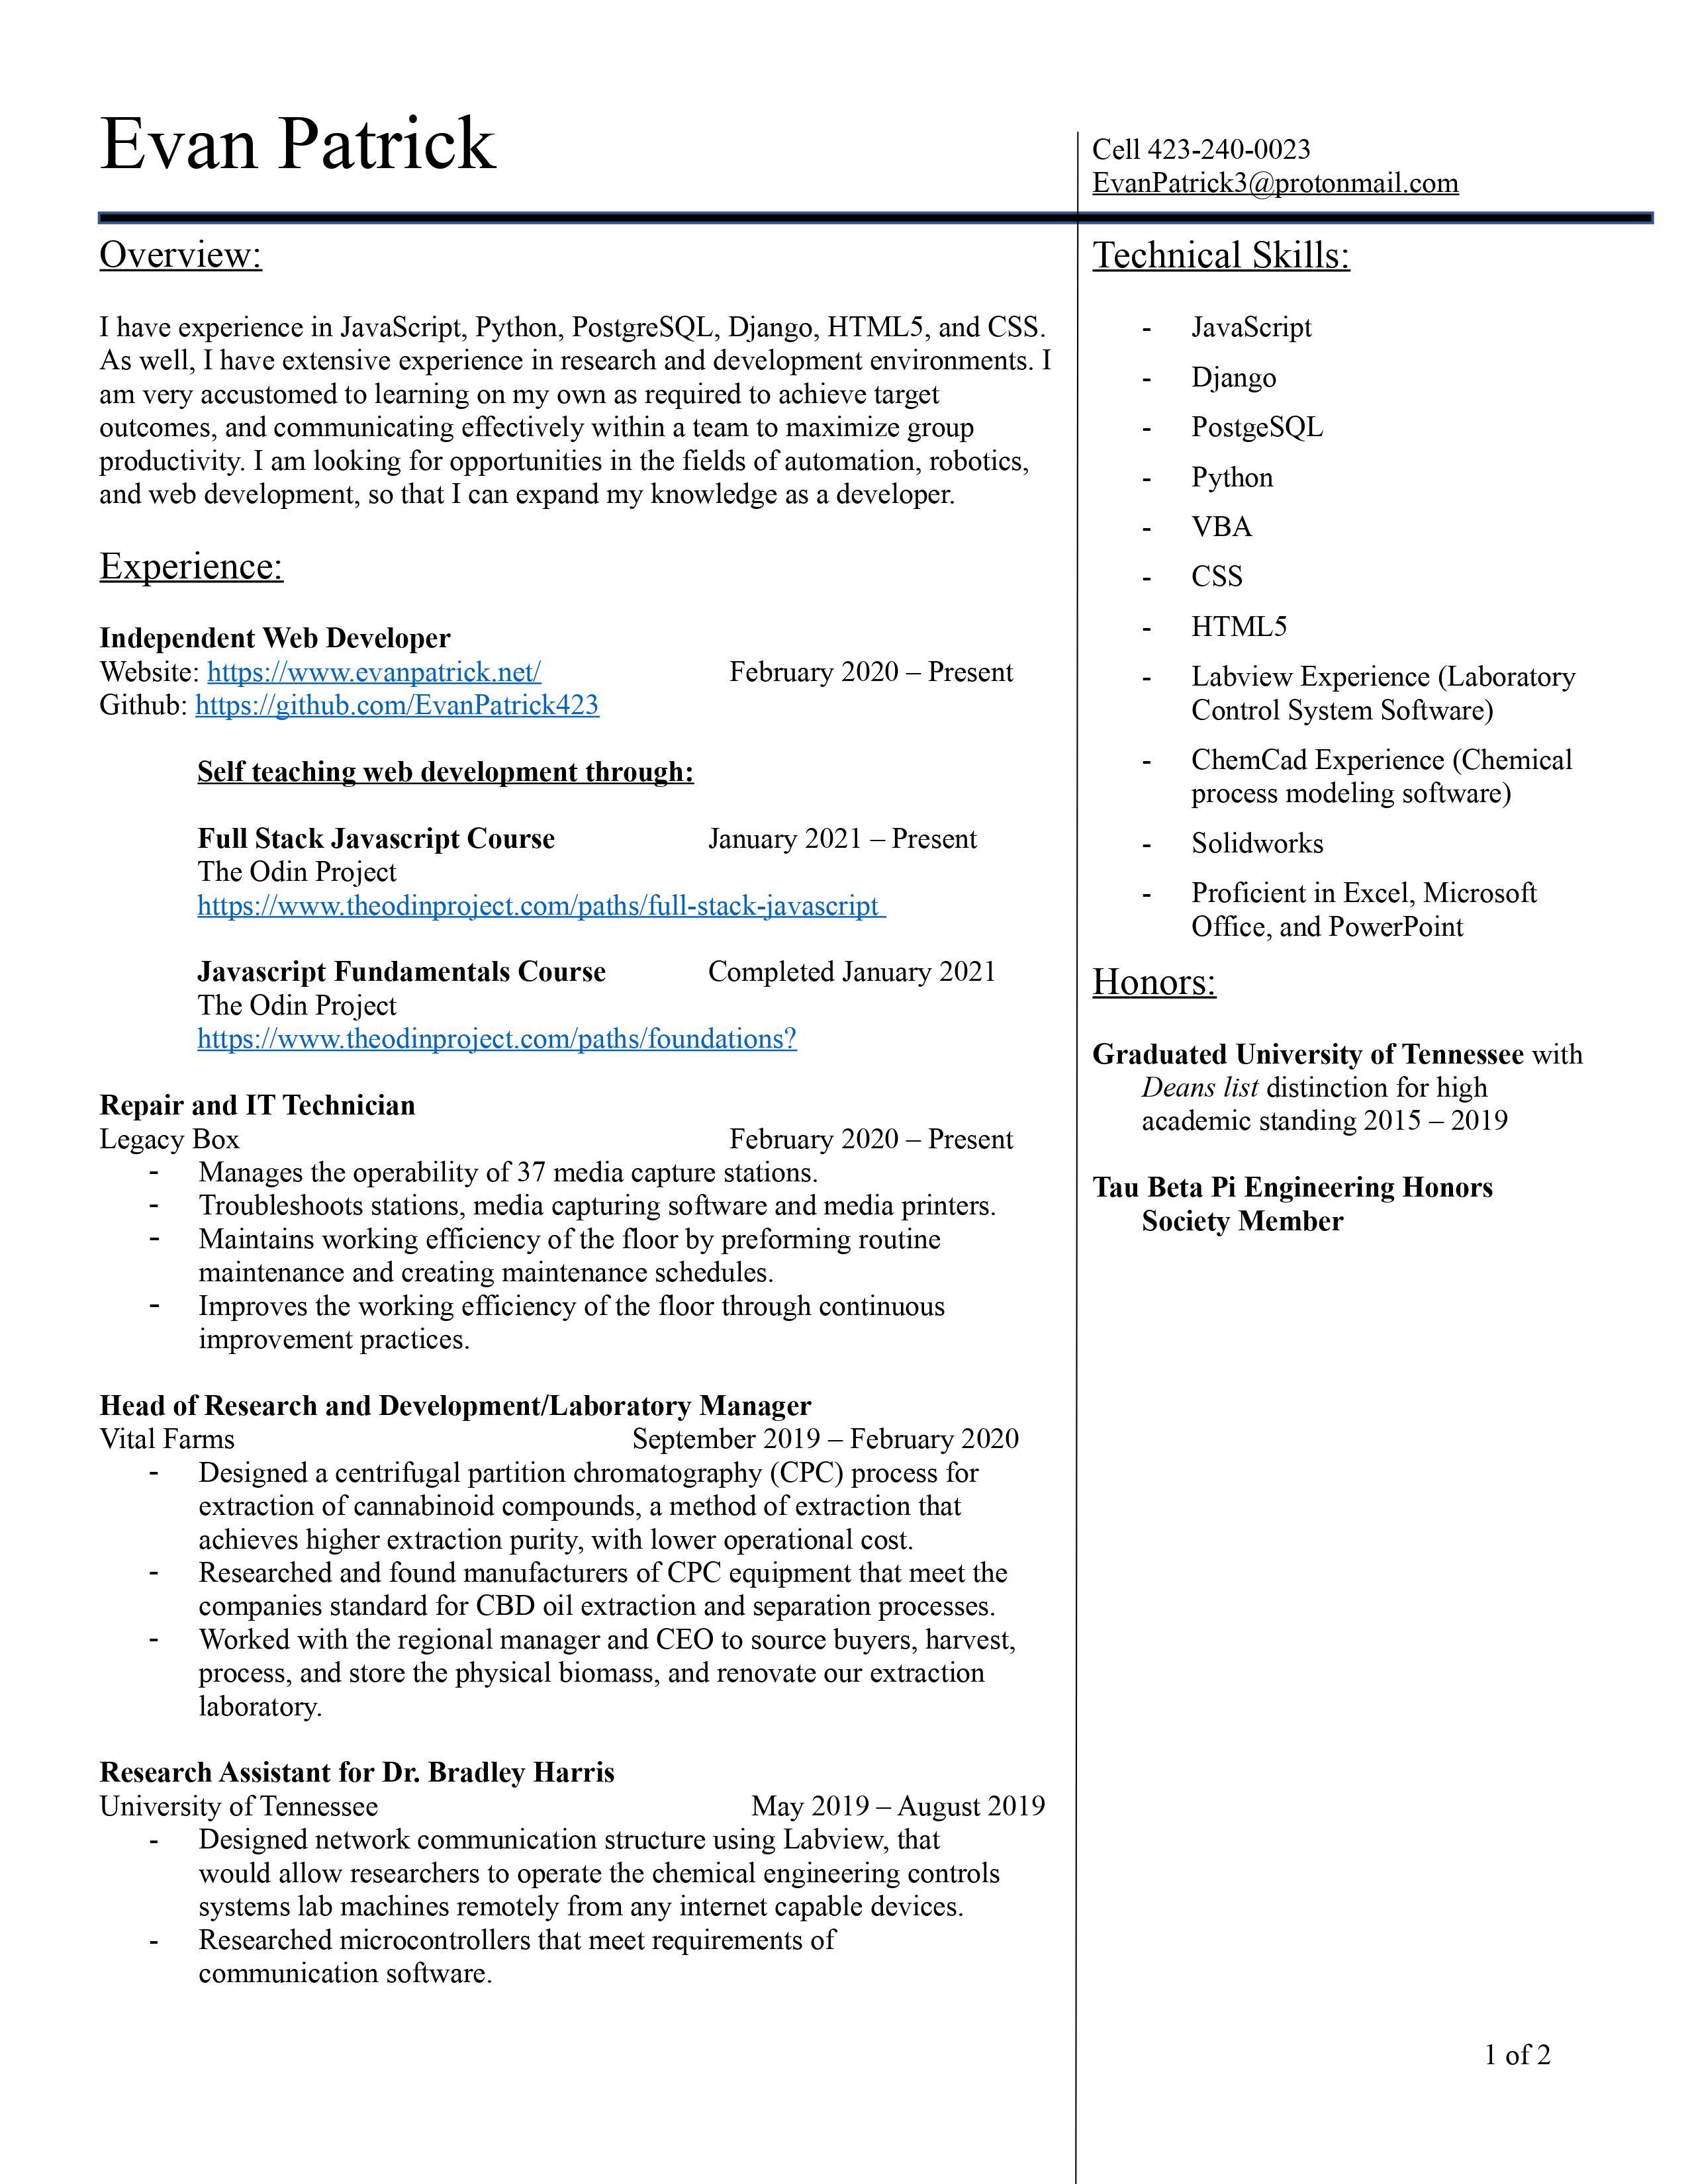 Evan Patrick
Cell 423-240-0023
EvanPatrick3@protonmail.com
Overview:
I have experience in JavaScript, Python, PostgreSQL, Django, HTML5, and CSS.
As well, I have extensive experience in research and development environments. I
am very accustomed to learning on my own as required to achieve target
outcomes, and communicating effectively within a team to maximize group
productivity. I am looking for opportunities in the fields of automation, robotics,
and web development, so that I can expand my knowledge as a developer.
Experience:
Independent Web Developer
Website: https://www.evanpatrick.net/ February 2020 – Present
Github: https://github.com/EvanPatrick423
Self teaching web development through:
Full Stack Javascript Course January 2021 – Present
The Odin Project
https://www.theodinproject.com/paths/full-stack-javascript
Javascript Fundamentals Course Completed January 2021
The Odin Project
https://www.theodinproject.com/paths/foundations?
Repair and IT Technician
Legacy Box February 2020 – Present
- Manages the operability of 37 media capture stations.
- Troubleshoots stations, media capturing software and media printers.
- Maintains working efficiency of the floor by preforming routine
maintenance and creating maintenance schedules.
- Improves the working efficiency of the floor through continuous
improvement practices.
Head of Research and Development/Laboratory Manager
Vital Farms September 2019 – February 2020
- Designed a centrifugal partition chromatography (CPC) process for
extraction of cannabinoid compounds, a method of extraction that
achieves higher extraction purity, with lower operational cost.
- Researched and found manufacturers of CPC equipment that meet the
companies standard for CBD oil extraction and separation processes.
- Worked with the regional manager and CEO to source buyers, harvest,
process, and store the physical biomass, and renovate our extraction
laboratory.
Research Assistant for Dr. Bradley Harris
University of Tennessee May 2019 – August 2019
- Designed network communication structure using Labview, that
would allow researchers to operate the chemical engineering controls
systems lab machines remotely from any internet capable devices.
- Researched microcontrollers that meet requirements of
communication software.
Technical Skills:
- JavaScript
- Django
- PostgeSQL
- Python
- VBA
- CSS
- HTML5
- Labview Experience (Laboratory
Control System Software)
- ChemCad Experience (Chemical
process modeling software)
- Solidworks
- Proficient in Excel, Microsoft
Office, and PowerPoint
Honors:
Graduated University of Tennessee with
Deans list distinction for high
academic standing 2015 – 2019
Tau Beta Pi Engineering Honors
Society Member
1 of 2